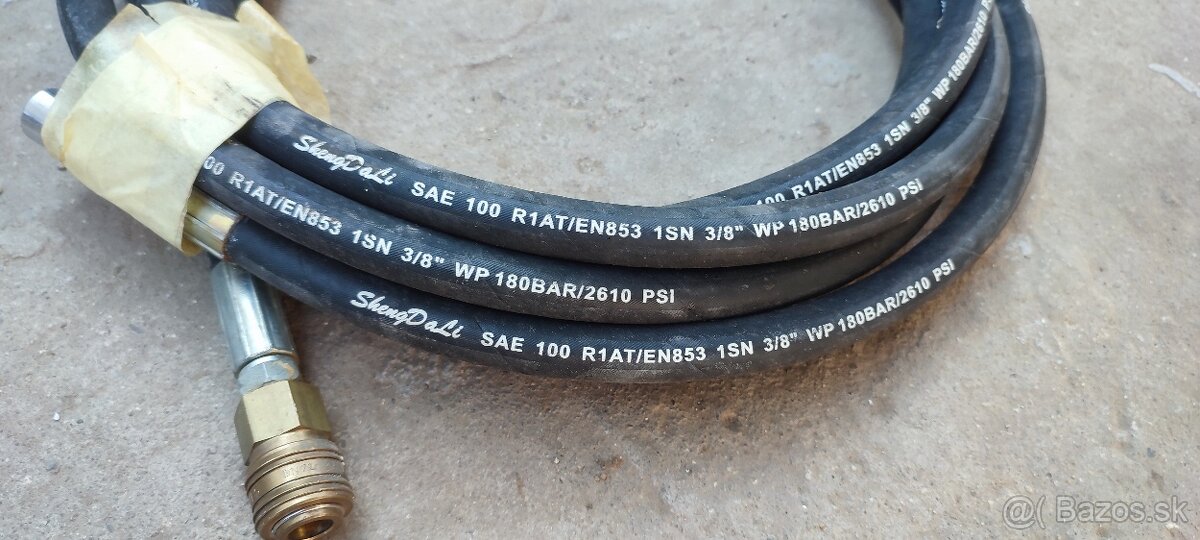 ShengDaLi SAE 100 R1AT/EN853 1SN 3/8" WP 180BAR/2610 PSI
100 R1AT/EN853 1SN 3/8" WP 180BAR/2610
00 R1AT/EN853 1SN 3/8" WP 180BAR/2610 PSI
ShengDaLi SAE 100 R1AT/EN853 1SN 3/8" WP 180BAR/2610 PSI
@( Bazos.sk